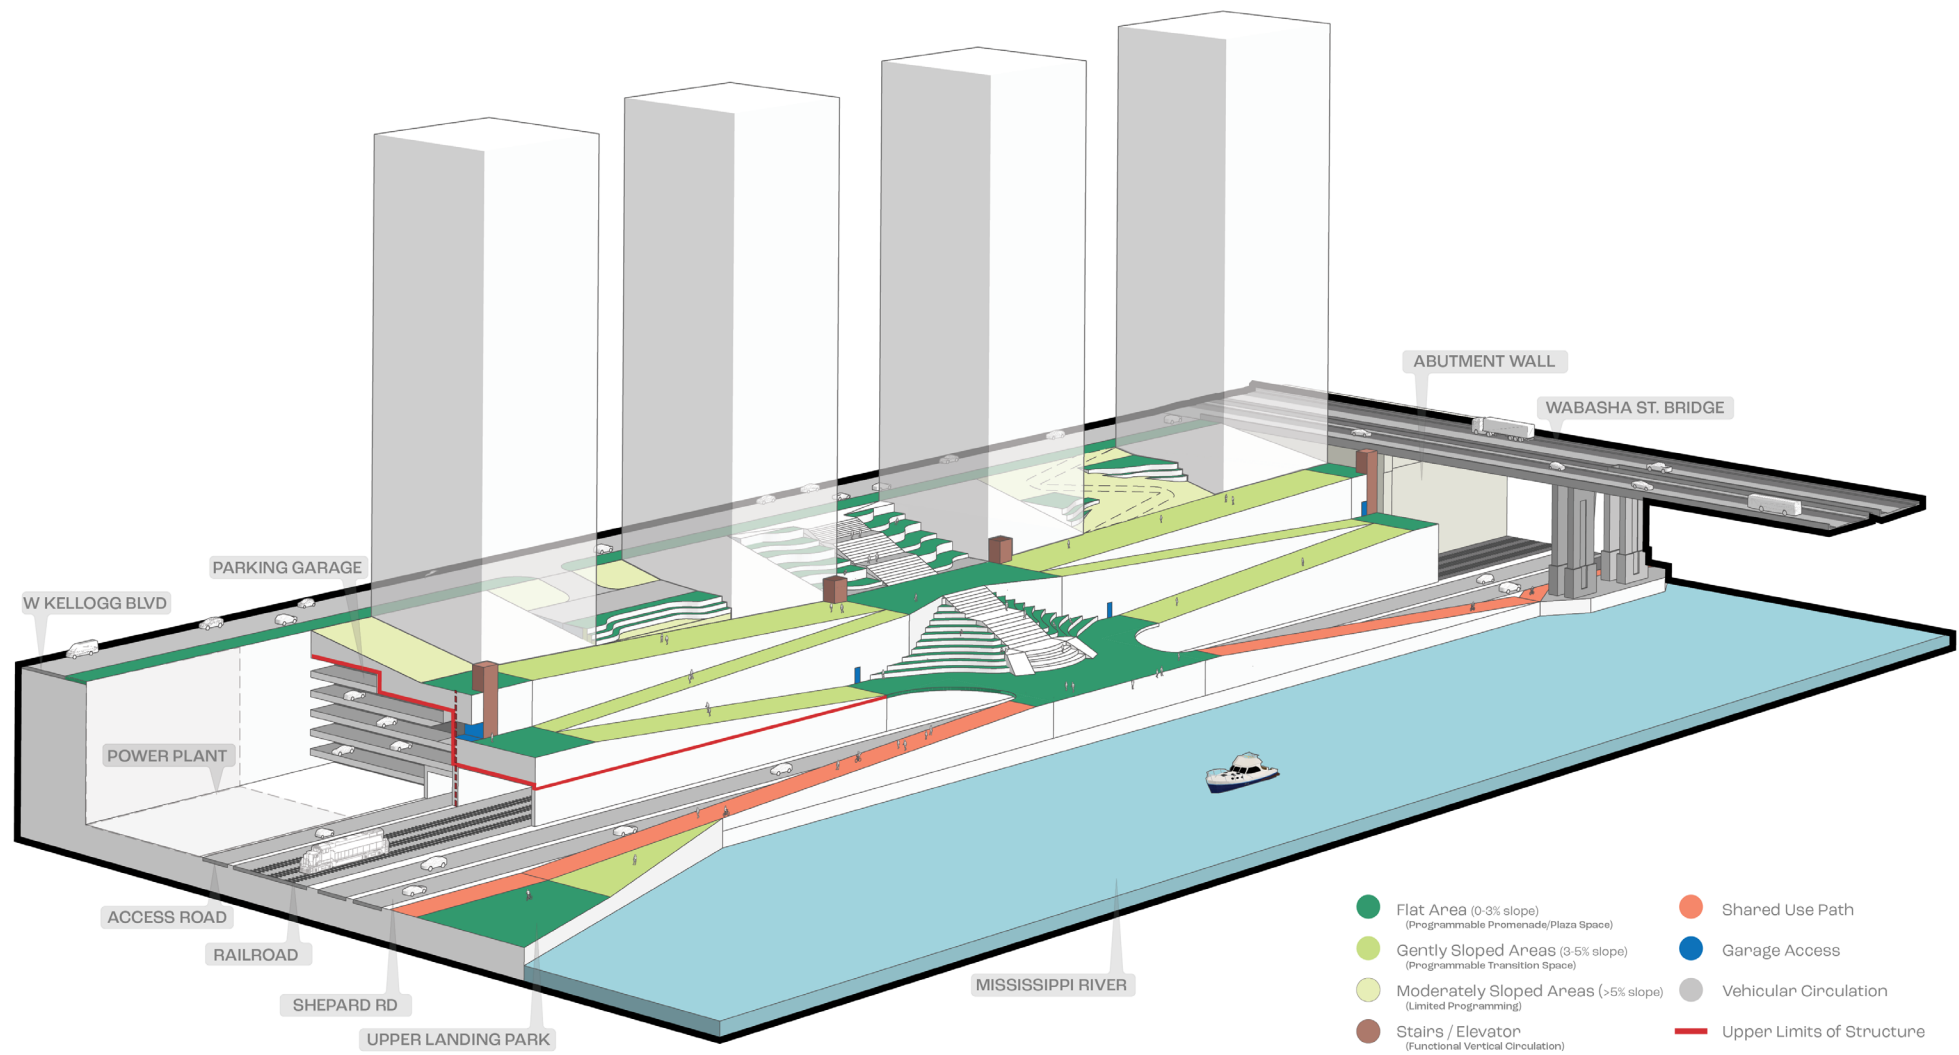 ABUTMENT WALL
WABASHA ST. BRIDGE
PARKING GARAGE
W KELLOGG BLVD
POWER PLANT
ACCESS ROAD
RAILROAD
SHEPARD RD
UPPER LANDING PARK
MISSISSIPPI RIVER
Flat Area (0-3% slope)
(Programmable Promenade/Plaza Space)
Gently Sloped Areas (3-5% slope)
(Programmable Transition Space)
Moderately Sloped Areas (>5% slope)
(Limited Programming)
Stairs / Elevator
(Functional Vertical Circulation)
Shared Use Path
Garage Access
Vehicular Circulation
Upper Limits of Structure